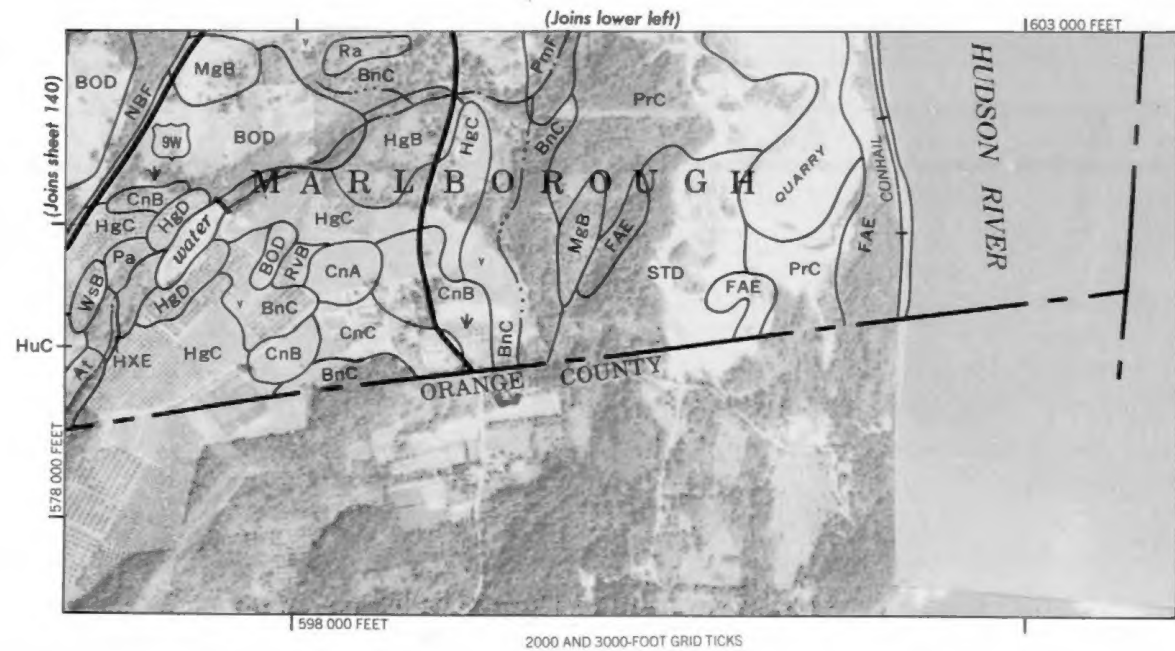 (Joins lower left)
603 000 FEET
(Joins sheet 140)
BOD
NBF
MgB
Ra
BnC
PmF
PrC
HUDSON RIVER
9W
BOD
HgB
HgC
BnC
QUARRY
CONHAIL
MARLBOROUGH
CnB
HgD
HgC
water
HgC
MgB
FAE
FAE
Pa
BOD
RvB
CnA
STD
PrC
WsB
HgD
BnC
CnB
FAE
HuC
HXE
HgC
CnC
BnC
At
CnB
BnC
ORANGE COUNTY
578 000 FEET
598 000 FEET
2000 AND 3000-FOOT GRID TICKS